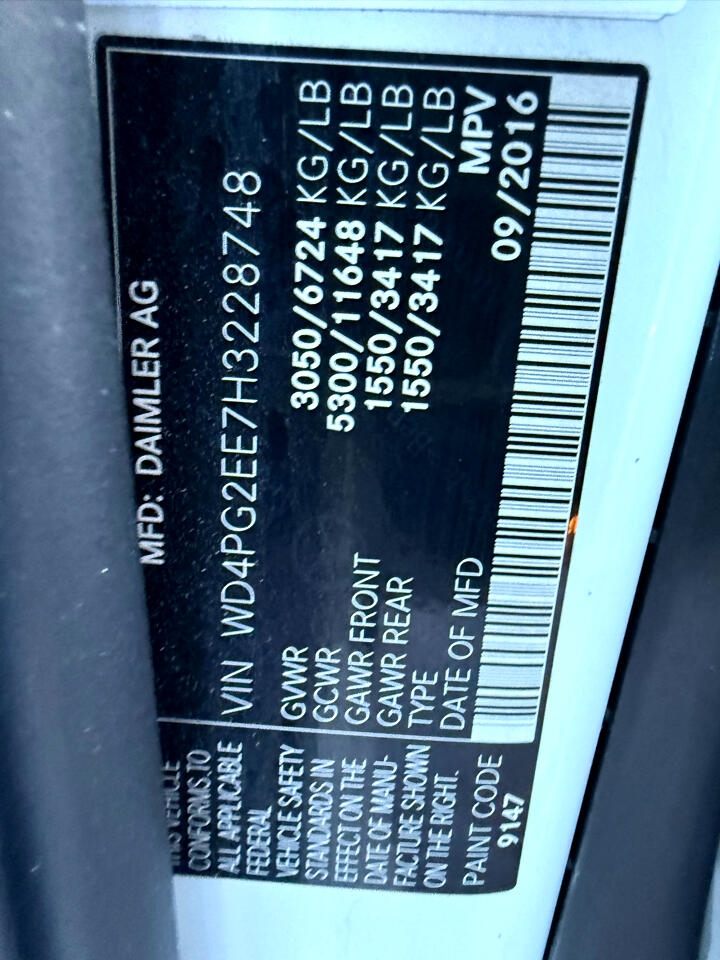 MFD: DAIMLER AG
VIN WD4PG2EE7H3228748
GVWR 3050/6724 KG/LB
GCWR 5300/11648 KG/LB
GAWR FRONT 1550/3417 KG/LB
GAWR REAR 1550/3417 KG/LB
TYPE MPV
DATE OF MFD 09/2016
THIS VEHICLE
CONFORMS TO
ALL APPLICABLE
FEDERAL
VEHICLE SAFETY
STANDARDS IN
EFFECT ON THE
DATE OF MANU-
FACTURE SHOWN
ON THE RIGHT.
PAINT CODE
9147